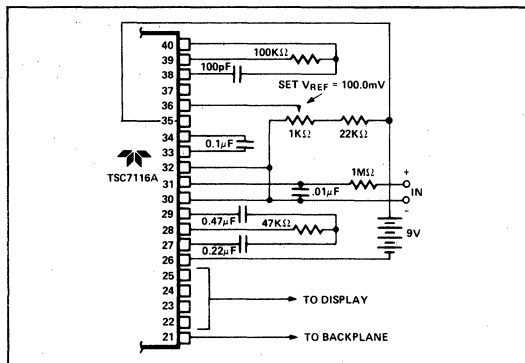 40
39
38
37
36
35
34
33
32
31
30
29
28
27
26
25
24
23
22
21
TSC7116A
100KΩ
100pF
SET VREF = 100.0mV
1KΩ
22KΩ
0.1μF
1MΩ
+
IN
-
.01μF
0.47μF
47KΩ
0.22μF
9V
TO DISPLAY
TO BACKPLANE